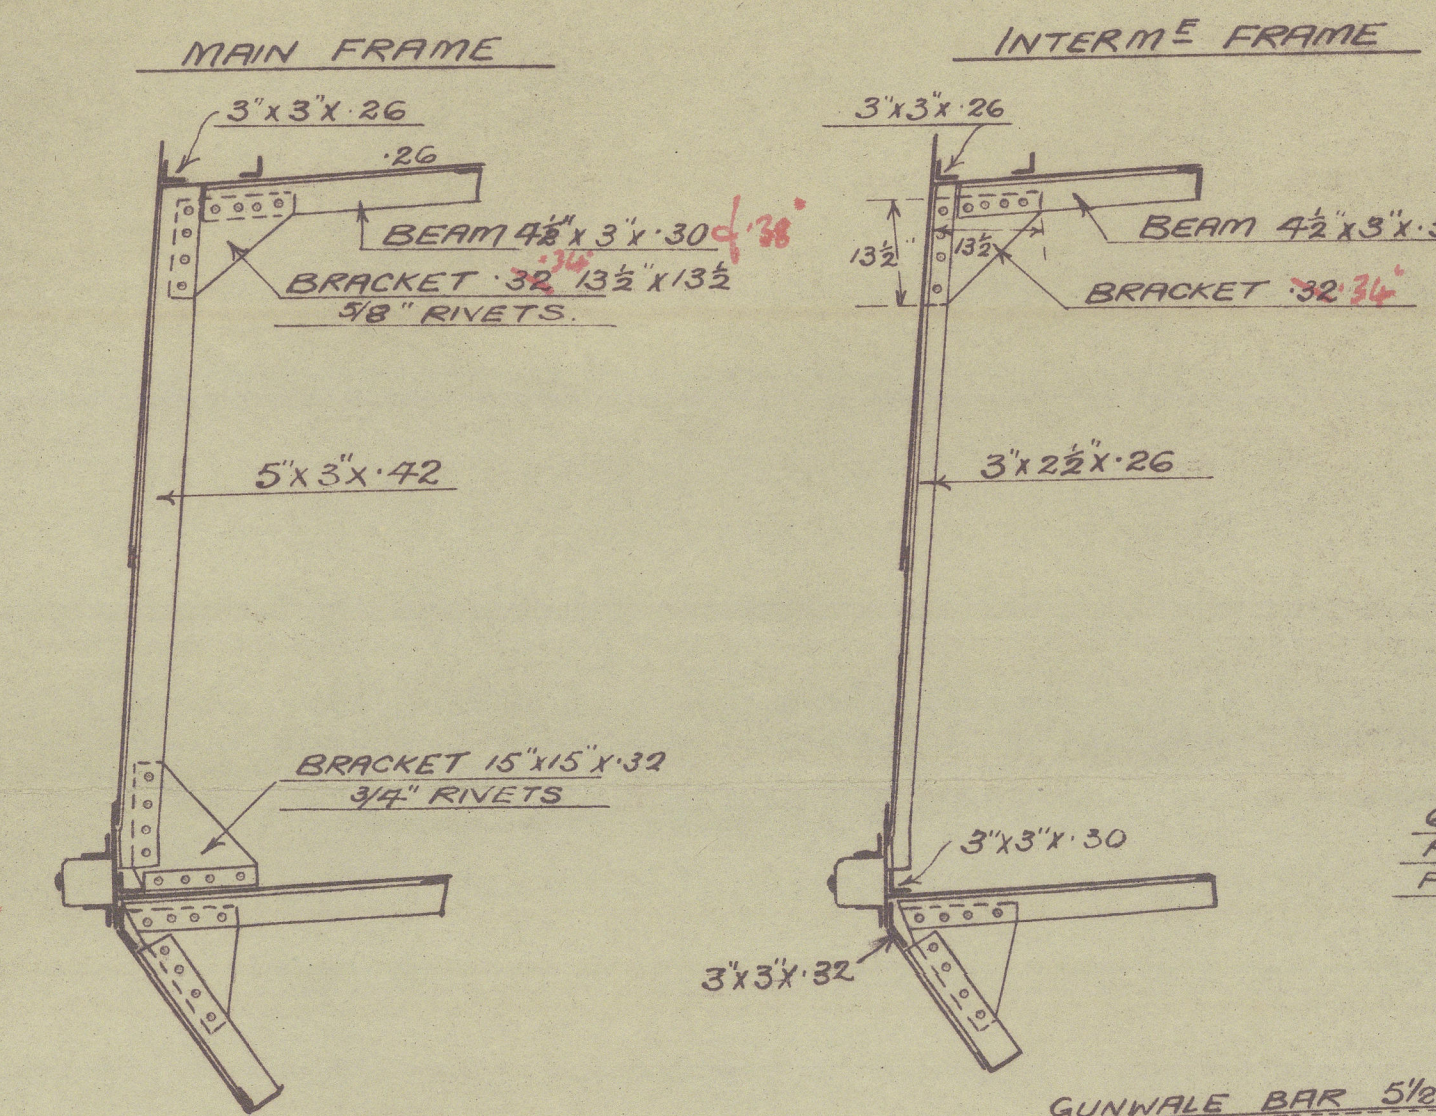 MAIN FRAME
3"x3"x.26
.26
BEAM 4½"x3"x.30 .38"
BRACKET .32 .34" 13½"x13½
5/8" RIVETS.
5"x3"x.42
BRACKET 15"x15"x.32
3/4" RIVETS
INTERMᴱ FRAME
3"x3"x.26
BEAM 4½"x3"x.3
13½"
13½
BRACKET .32 .34"
3"x2½"x.26
3"x3"x.30
3"x3"x.32
GUNWALE BAR 5½